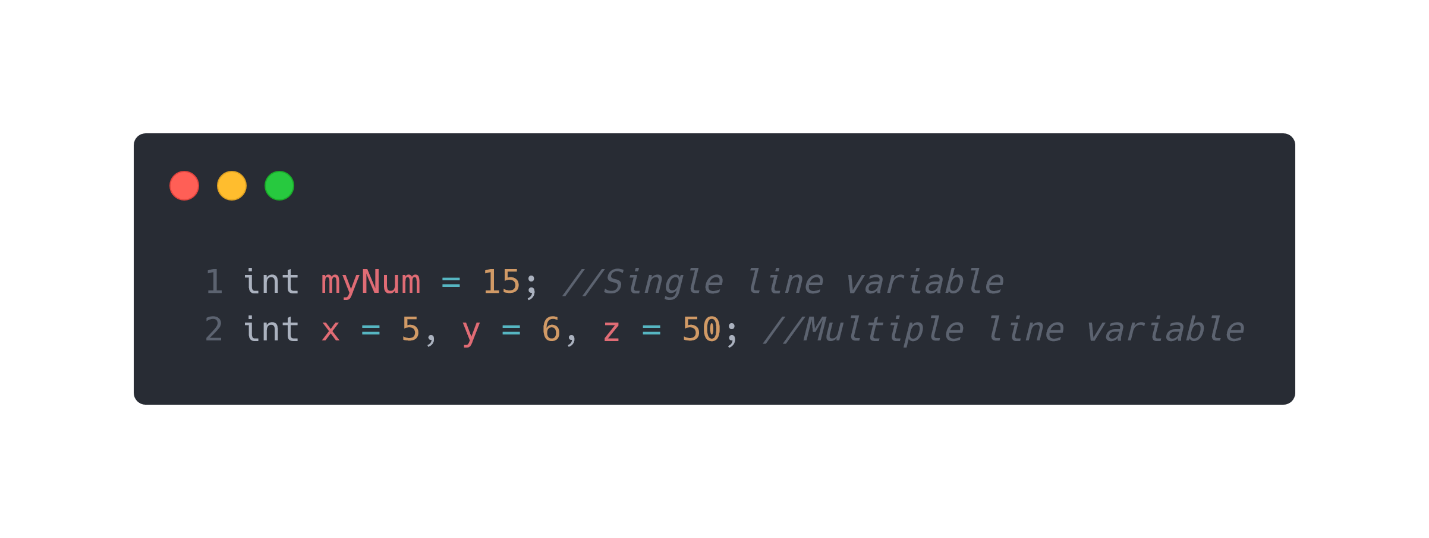 1 int myNum = 15; //Single line variable
2 int x = 5, y = 6, z = 50; //Multiple line variable